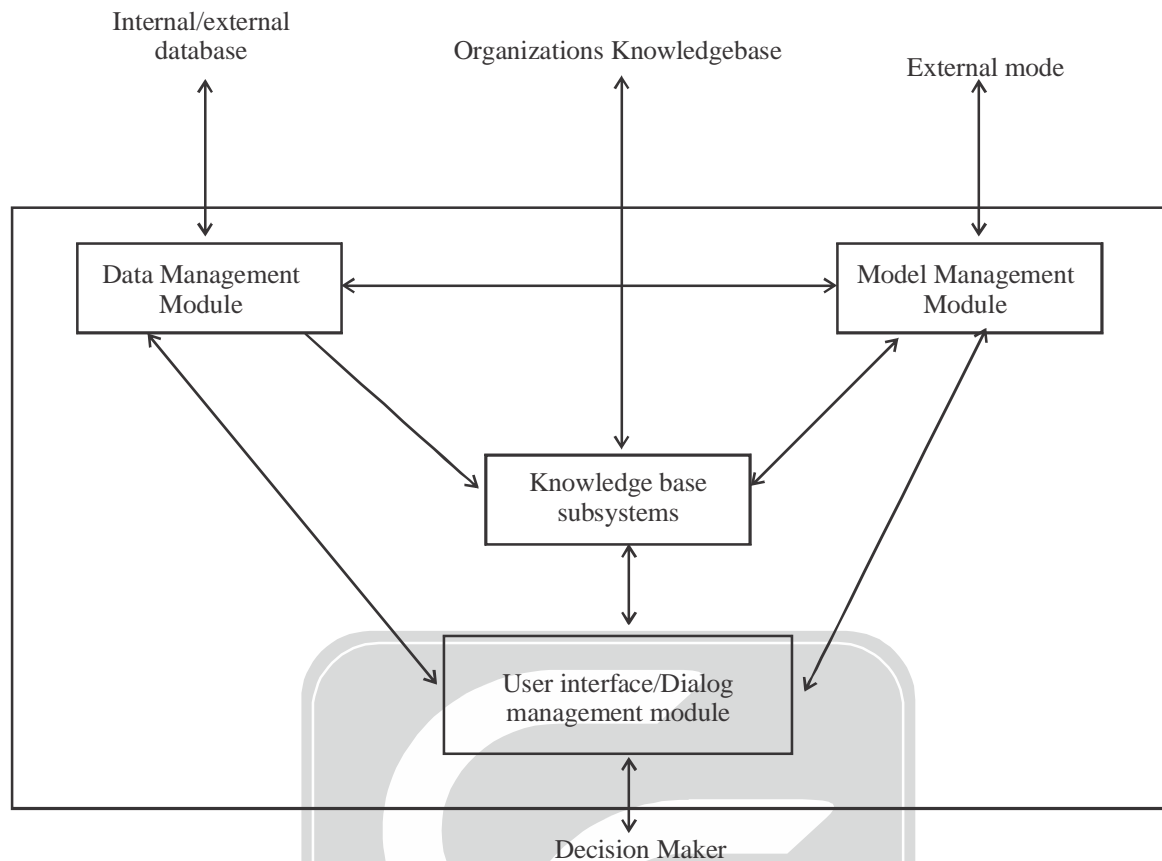 Internal/external
database
Organizations Knowledgebase
External mode
Data Management
Module
Model Management
Module
Knowledge base
subsystems
User interface/Dialog
management module
Decision Maker